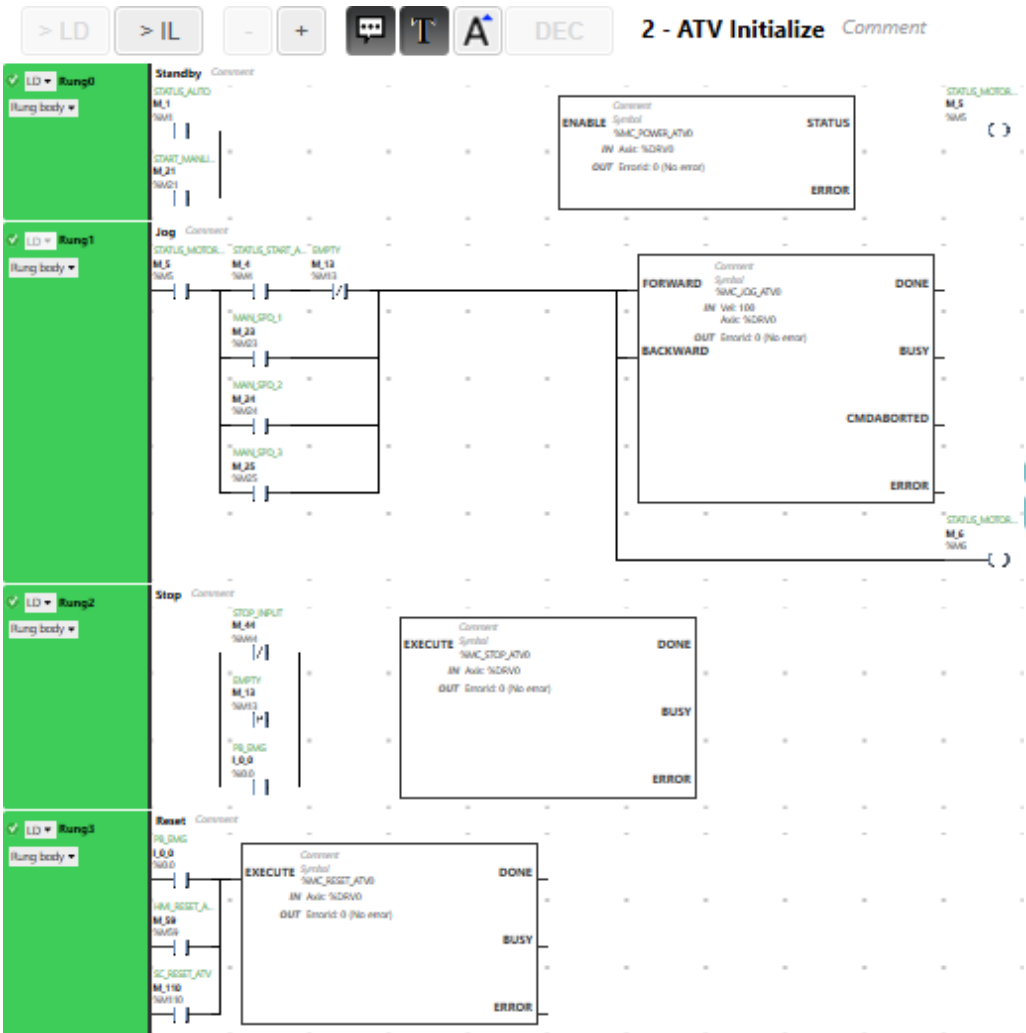 > LD > IL - + T A DEC 2 - ATV Initialize Comment
LD Rung0
Rung body
Standby Comment
STATUS_AUTO
M_1
%M1
START_MANU...
M_21
%M21
Comment
ENABLE Symbol STATUS
%MC_POWER_ATV0
IN Axis: %DRV0
OUT ErrorId: 0 (No error)
ERROR
STATUS_MOTOR...
M_5
%M5
LD Rung1
Rung body
Jog Comment
STATUS_MOTOR... STATUS_START_A... EMPTY
M_5 M_4 M_13
%M5 %M4 %M13
MAN_SPD_1
M_23
%M23
MAN_SPD_2
M_24
%M24
MAN_SPD_3
M_25
%M25
Comment
FORWARD Symbol DONE
%MC_JOG_ATV0
IN Vel: 100
Axis: %DRV0
OUT ErrorId: 0 (No error)
BACKWARD BUSY
CMDABORTED
ERROR
STATUS_MOTOR...
M_6
%M6
LD Rung2
Rung body
Stop Comment
STOP_INPUT
M_44
%M44
EMPTY
M_13
%M13
P
PB_EMG
I_0_0
%I0.0
Comment
EXECUTE Symbol DONE
%MC_STOP_ATV0
IN Axis: %DRV0
OUT ErrorId: 0 (No error)
BUSY
ERROR
LD Rung3
Rung body
Reset Comment
PB_EMG
I_0_0
%I0.0
HMI_RESET_A...
M_59
%M59
SC_RESET_ATV
M_110
%M110
Comment
EXECUTE Symbol DONE
%MC_RESET_ATV0
IN Axis: %DRV0
OUT ErrorId: 0 (No error)
BUSY
ERROR